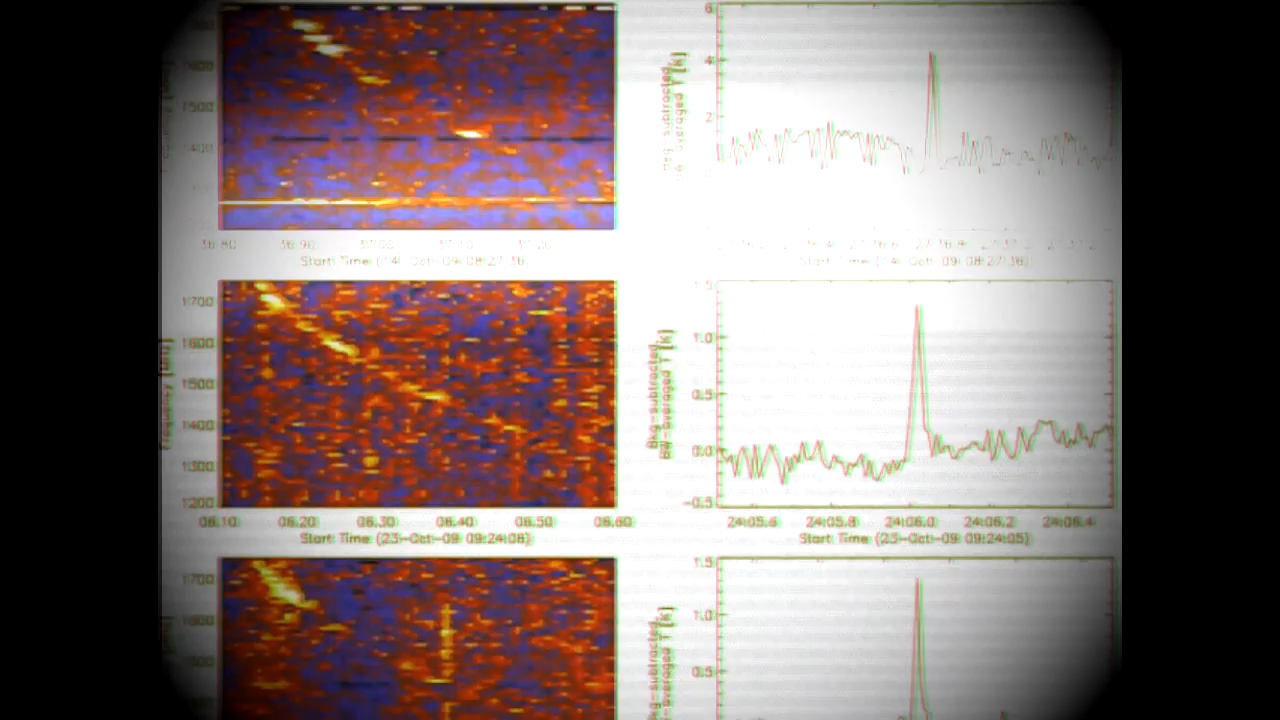 6
4
2
1500
Start Time (14-Oct-09 08:27:36)
Start Time (14-Oct-09 08:27:36)
36.80 36.90 37.00 37.10 37.20
Frequency [MHz]
1700
1600
1500
1400
1300
1200
06.10 06.20 06.30 06.40 06.50 06.60
Start Time (23-Oct-09 09:24:06)
Bkg-subtracted,
BW-averaged T [K]
1.5
1.0
0.5
0.0
-0.5
24:05.6 24:05.8 24:06.0 24:06.2 24:06.4
Start Time (23-Oct-09 09:24:05)
1700
1600
1500
Bkg-subtracted,
BW-averaged T [K]
1.5
1.0
0.5